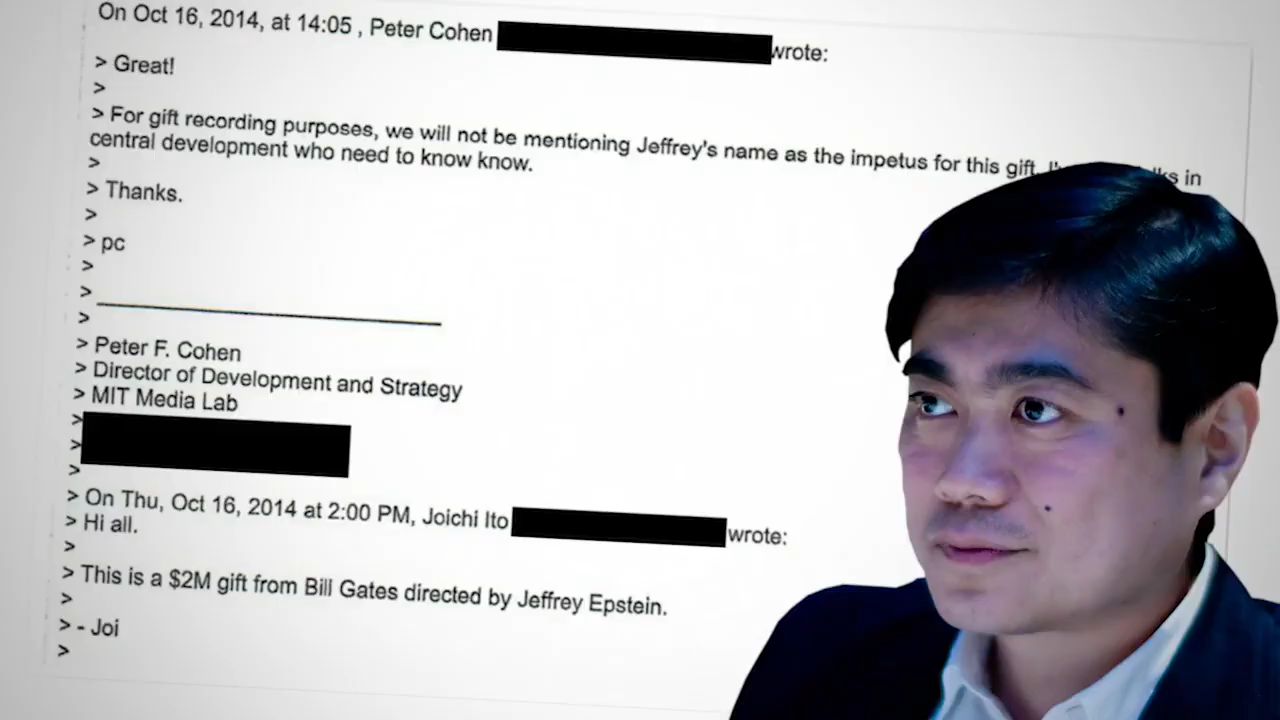 On Oct 16, 2014, at 14:05 , Peter Cohen wrote:
> Great!
>
> For gift recording purposes, we will not be mentioning Jeffrey's name as the impetus for this gift. in
central development who need to know know.
>
> Thanks.
>
> pc
>
>
>
> Peter F. Cohen
> Director of Development and Strategy
> MIT Media Lab
>
>
>
> On Thu, Oct 16, 2014 at 2:00 PM, Joichi Ito wrote:
> Hi all.
>
> This is a $2M gift from Bill Gates directed by Jeffrey Epstein.
>
> - Joi
>